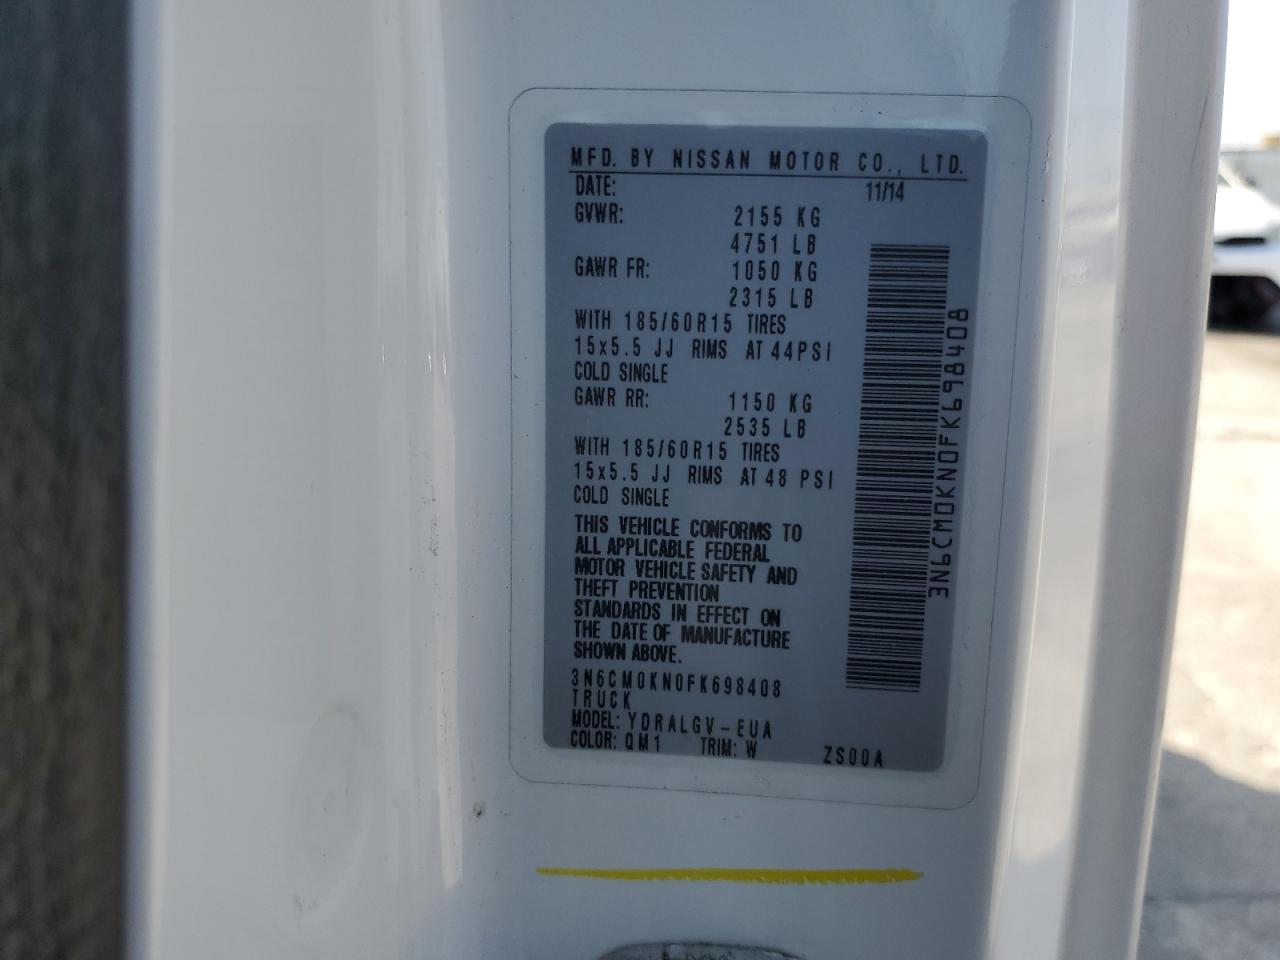 MFD. BY NISSAN MOTOR CO., LTD.
DATE: 11/14
GVWR: 2155 KG
4751 LB
GAWR FR: 1050 KG
2315 LB
WITH 185/60R15 TIRES
15x5.5 JJ RIMS AT 44PSI
COLD SINGLE
GAWR RR: 1150 KG
2535 LB
WITH 185/60R15 TIRES
15x5.5 JJ RIMS AT 48 PSI
COLD SINGLE
THIS VEHICLE CONFORMS TO
ALL APPLICABLE FEDERAL
MOTOR VEHICLE SAFETY AND
THEFT PREVENTION
STANDARDS IN EFFECT ON
THE DATE OF MANUFACTURE
SHOWN ABOVE.
3N6CM0KN0FK698408
TRUCK
MODEL: YDRALGV-EUA
COLOR: QM1 TRIM: W ZS00A
3N6CM0KN0FK698408